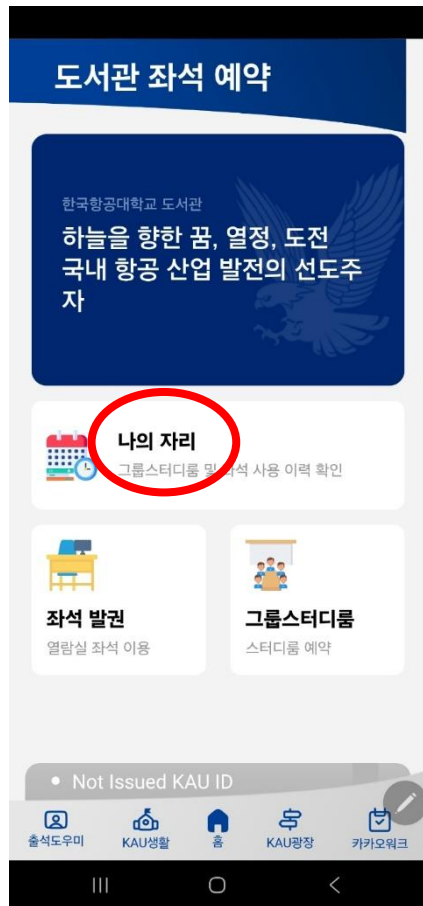 도서관 좌석 예약
한국항공대학교 도서관
하늘을 향한 꿈, 열정, 도전
국내 항공 산업 발전의 선도주
자
나의 자리
그룹스터디룸 및 좌석 사용 이력 확인
좌석 발권
열람실 좌석 이용
그룹스터디룸
스터디룸 예약
• Not Issued KAU ID
출석도우미
KAU생활
홈
KAU광장
카카오워크